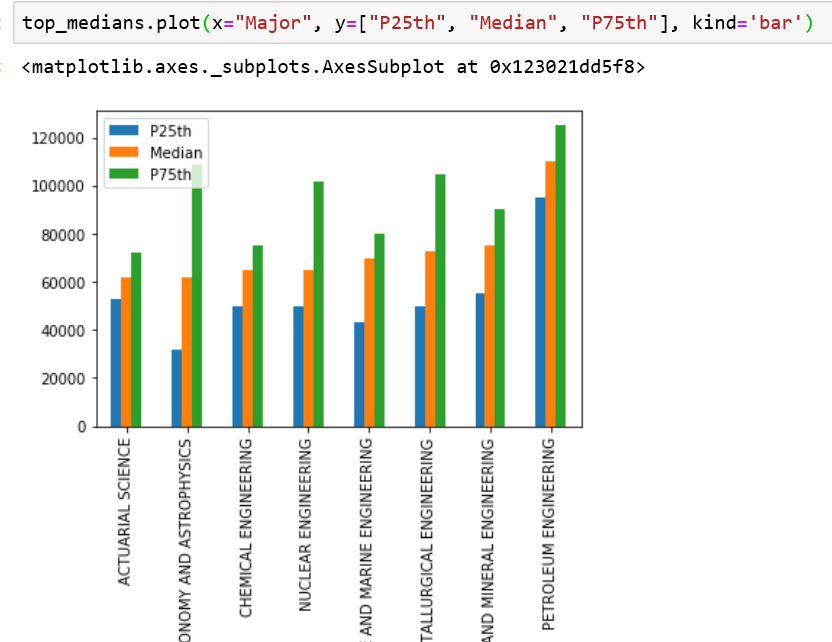 top_medians.plot(x="Major", y=["P25th", "Median", "P75th"], kind='bar')
<matplotlib.axes._subplots.AxesSubplot at 0x123021dd5f8>
P25th
Median
P75th
120000
100000
80000
60000
40000
20000
0
ACTUARIAL SCIENCE
ONOMY AND ASTROPHYSICS
CHEMICAL ENGINEERING
NUCLEAR ENGINEERING
AND MARINE ENGINEERING
TALLURGICAL ENGINEERING
AND MINERAL ENGINEERING
PETROLEUM ENGINEERING